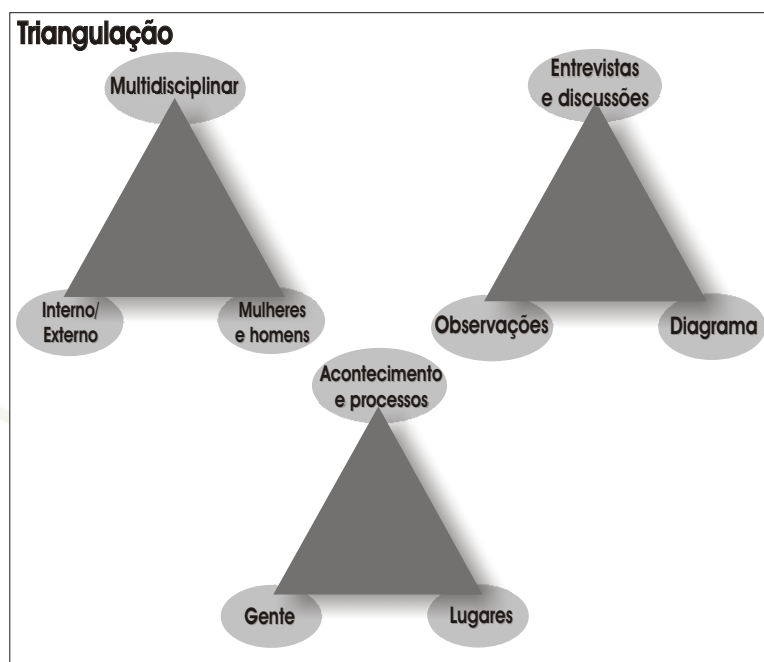 Triangulação
Multidisciplinar
Interno/
Externo
Mulheres
e homens
Entrevistas
e discussões
Observações
Diagrama
Acontecimento
e processos
Gente
Lugares